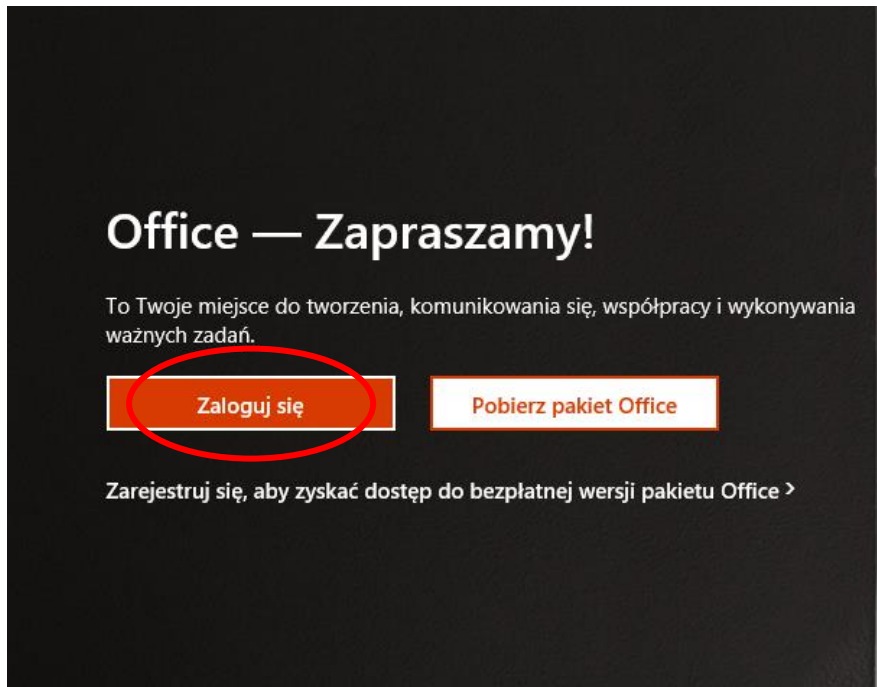 Office — Zapraszamy!
To Twoje miejsce do tworzenia, komunikowania się, współpracy i wykonywania
ważnych zadań.
Zaloguj się
Pobierz pakiet Office
Zarejestruj się, aby zyskać dostęp do bezpłatnej wersji pakietu Office >